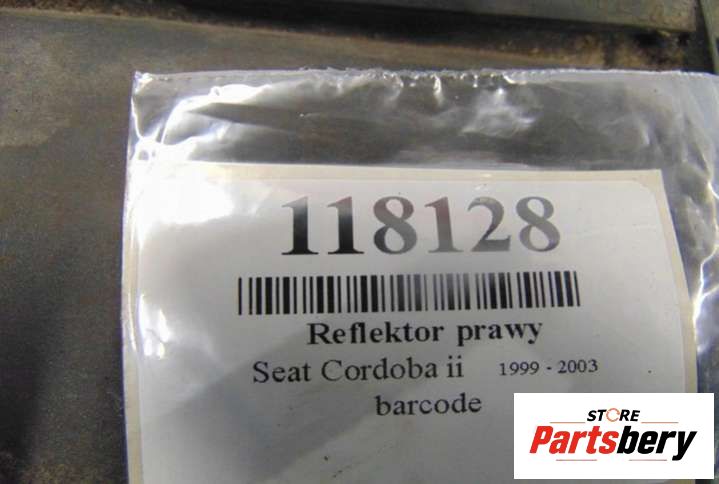 118128
Reflektor prawy
Seat Cordoba ii 1999 - 2003
barcode
STORE
Partsbery